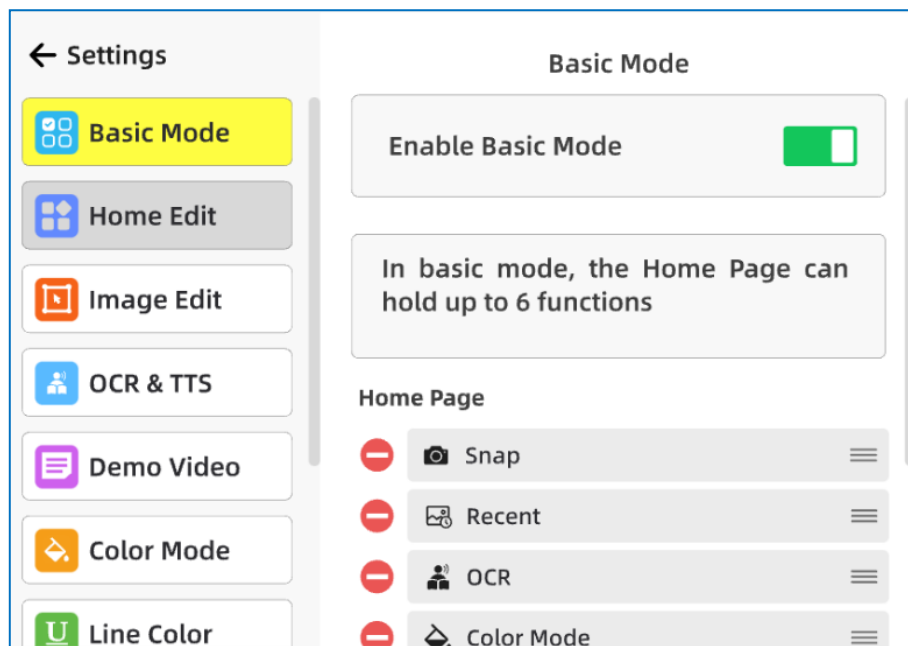 Settings
Basic Mode
Home Edit
Image Edit
OCR & TTS
Demo Video
Color Mode
U Line Color
Basic Mode
Enable Basic Mode
In basic mode, the Home Page can
hold up to 6 functions
Home Page
Snap
Recent
OCR
Color Mode